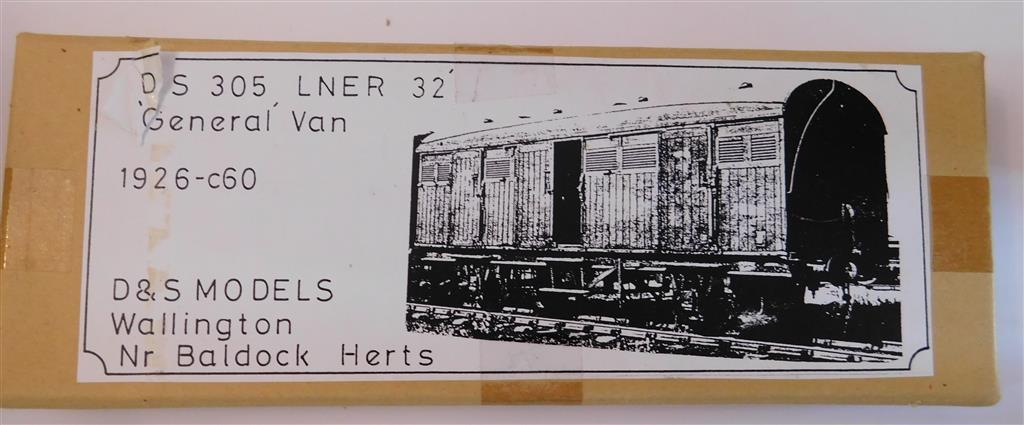 D S 305 LNER 32'
'General' Van
1926-c60
D&S MODELS
Wallington
Nr Baldock Herts